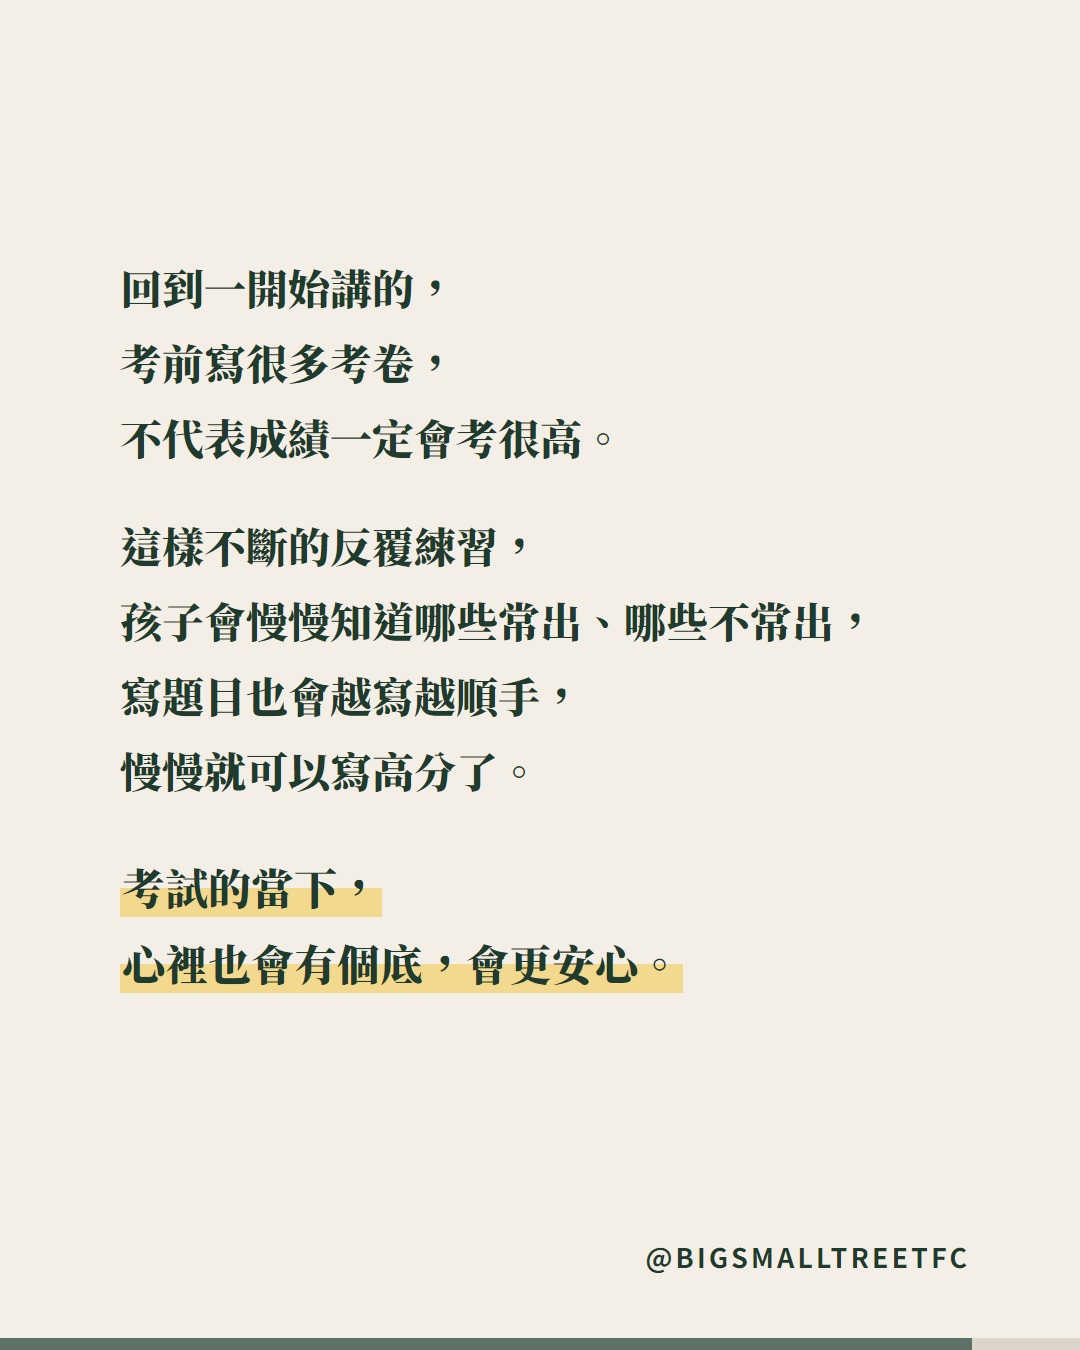 回到一開始講的，
考前寫很多考卷，
不代表成績一定會考很高。
這樣不斷的反覆練習，
孩子會慢慢知道哪些常出、哪些不常出，
寫題目也會越寫越順手，
慢慢就可以寫高分了。
考試的當下，
心裡也會有個底，會更安心。
@BIGSMALLTREETFC